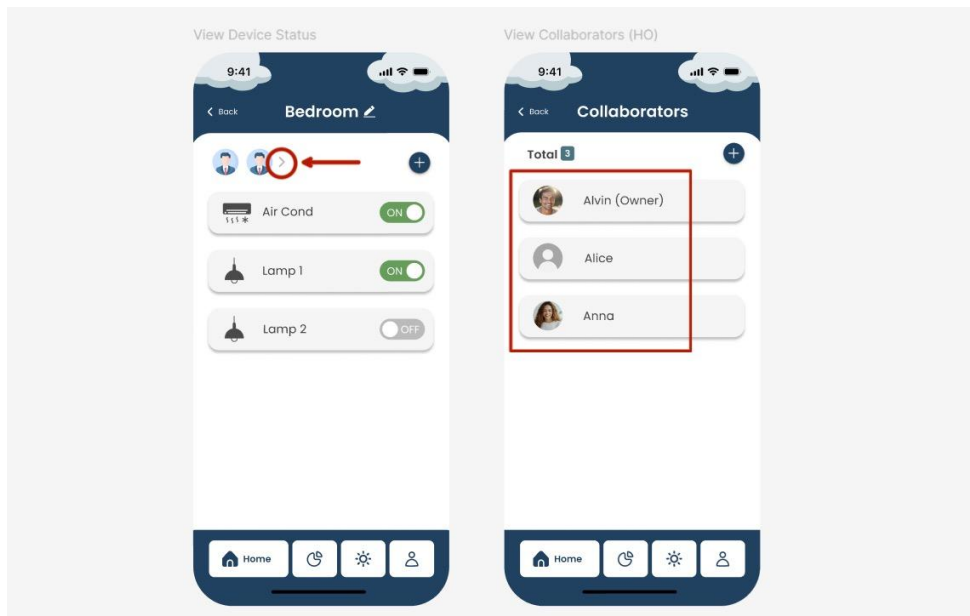 View Device Status
9:41
Back
Bedroom
Air Cond
ON
Lamp 1
ON
Lamp 2
OFF
Home
View Collaborators (HO)
9:41
Back
Collaborators
Total 3
Alvin (Owner)
Alice
Anna
Home